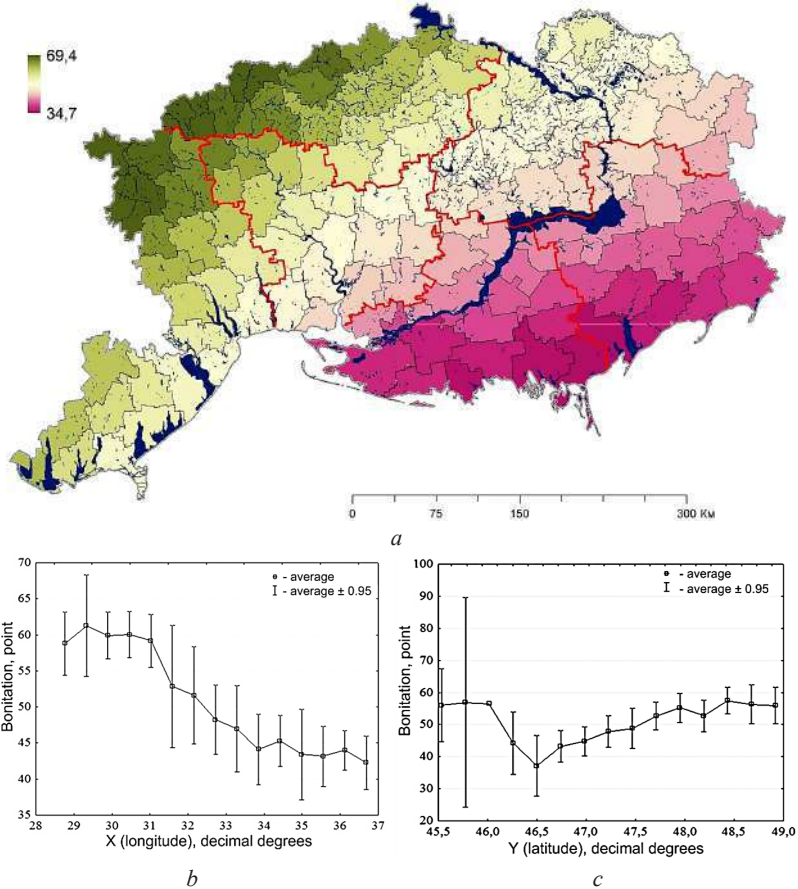 69,4
34,7
0 75 150 300 Км
a
70
65
60
55
50
45
40
35
- average
- average ± 0.95
Bonitation, point
28 29 30 31 32 33 34 35 36 37
X (longitude), decimal degrees
b
100
90
80
70
60
50
40
30
20
- average
- average ± 0.95
Bonitation, point
45,5 46,0 46,5 47,0 47,5 48,0 48,5 49,0
Y (latitude), decimal degrees
c